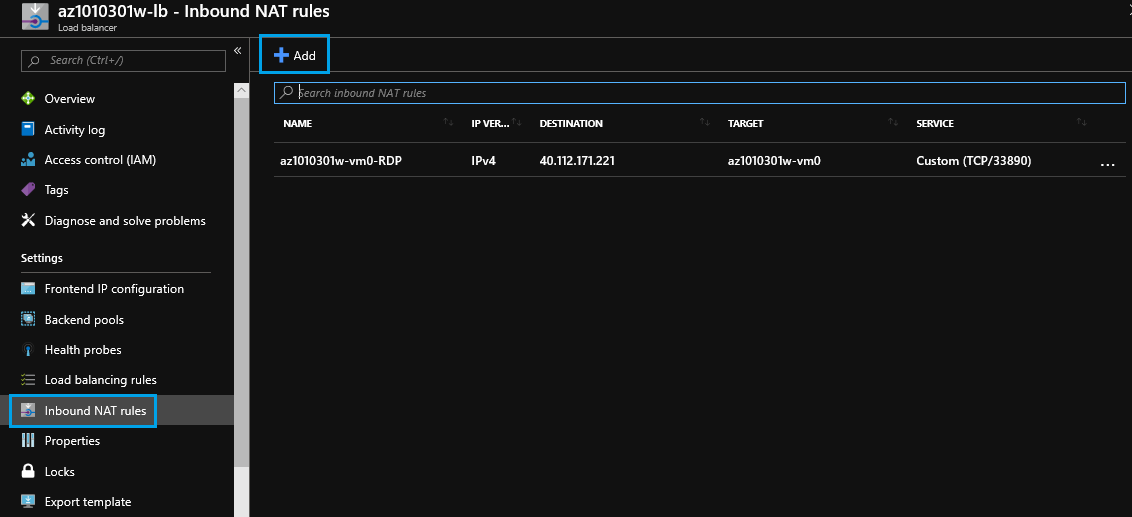 az1010301w-lb - Inbound NAT rules
Load balancer
Search (Ctrl+/)
«
Overview
Activity log
Access control (IAM)
Tags
Diagnose and solve problems
Settings
Frontend IP configuration
Backend pools
Health probes
Load balancing rules
Inbound NAT rules
Properties
Locks
Export template
Add
Search inbound NAT rules
NAME IP VER... DESTINATION TARGET SERVICE
az1010301w-vm0-RDP IPv4 40.112.171.221 az1010301w-vm0 Custom (TCP/33890) ...